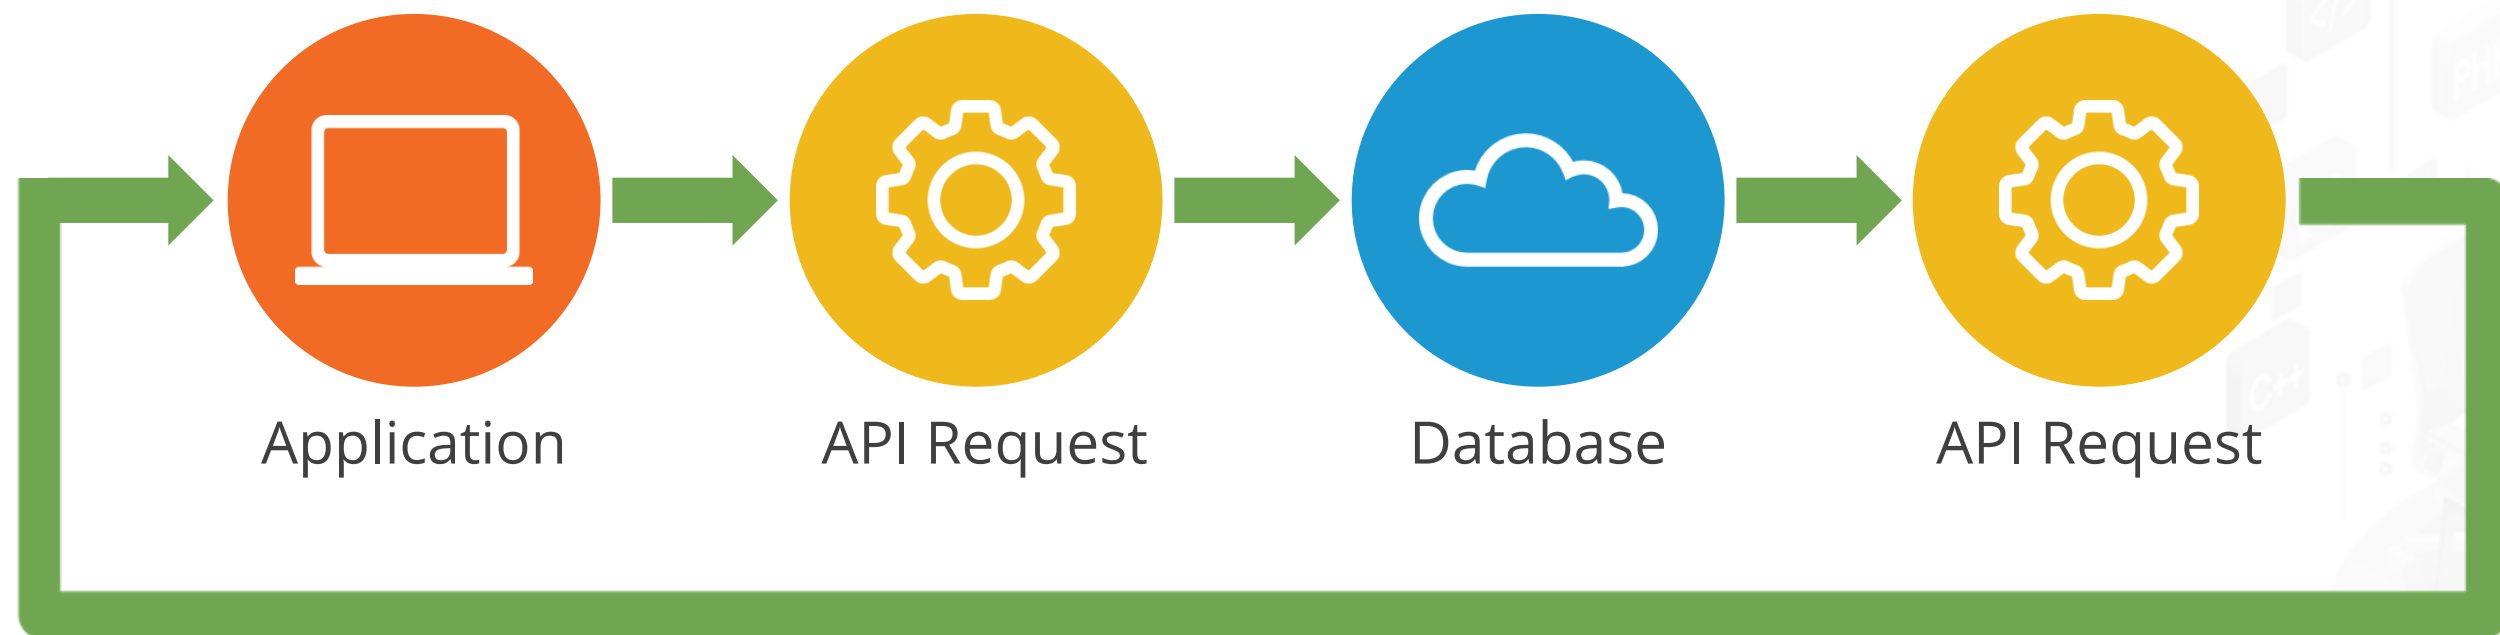 Application
API Request
Database
API Request
C++